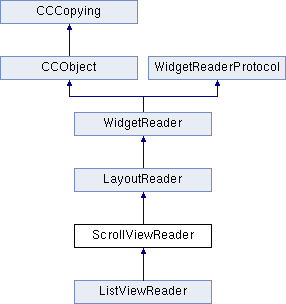 CCCopying
CCObject WidgetReaderProtocol
WidgetReader
LayoutReader
ScrollViewReader
ListViewReader